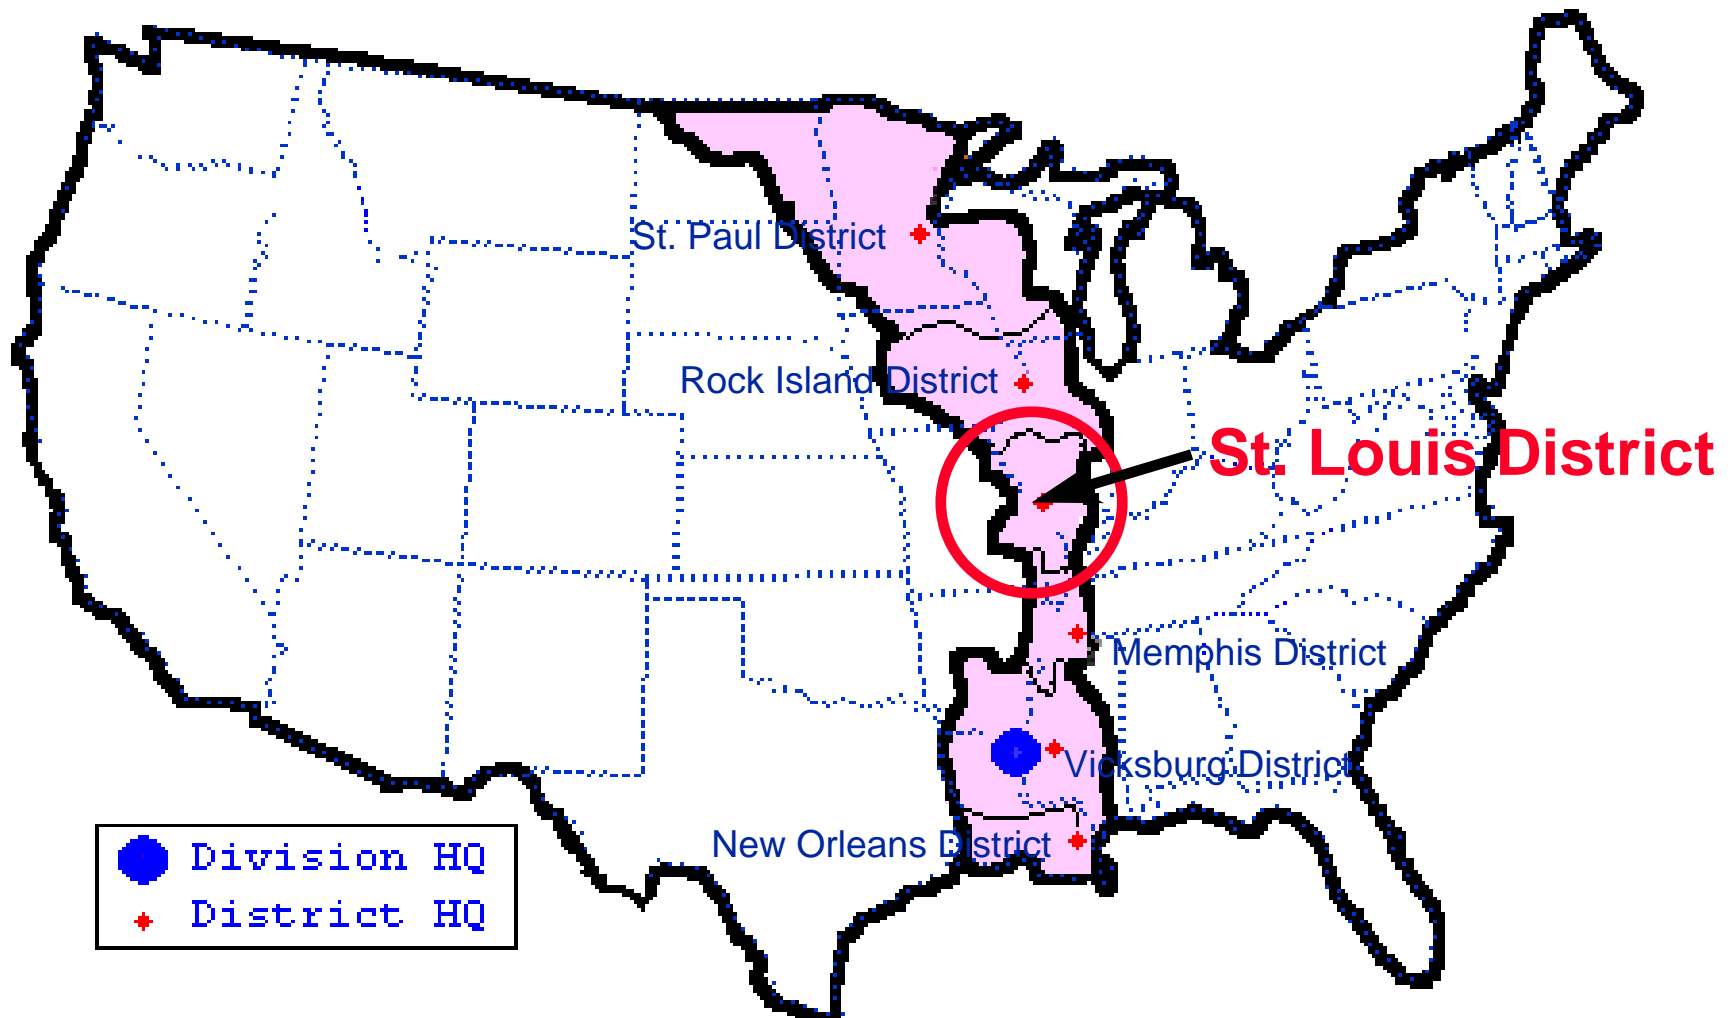 St. Paul District
Rock Island District
St. Louis District
Memphis District
Vicksburg District
New Orleans District
Division HQ
District HQ